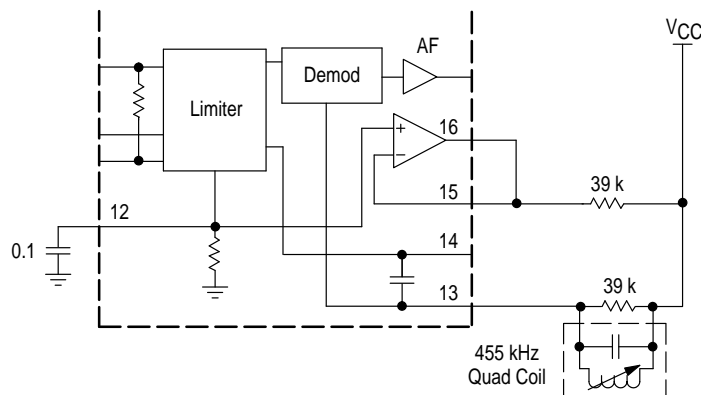 VCC
AF
Demod
Limiter
+
−
16
15
39 k
12
0.1
14
13
39 k
455 kHz
Quad Coil